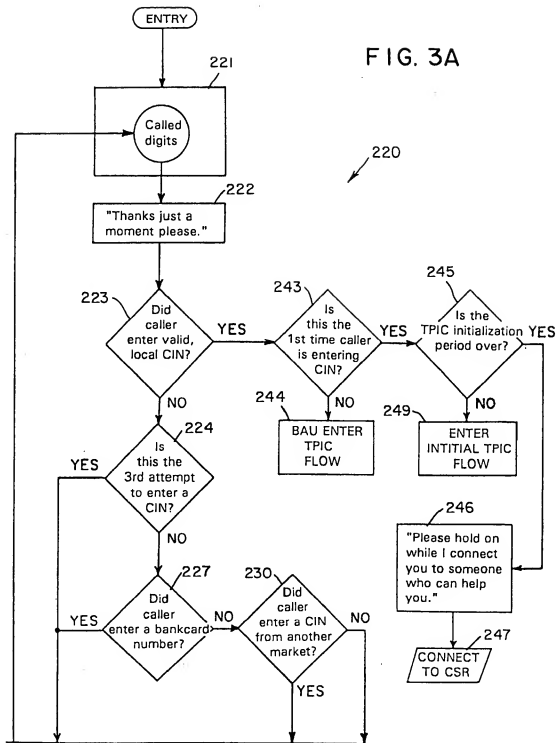 ENTRY
FIG. 3A
221
Called
digits
220
222
"Thanks just a
moment please."
223
Did
caller
enter valid,
local CIN?
YES
NO
243
Is
this the
1st time caller
is entering
CIN?
YES
NO
245
Is the
TPIC initialization
period over?
YES
NO
244
BAU ENTER
TPIC
FLOW
249
ENTER
INTITIAL TPIC
FLOW
224
Is
this the
3rd attempt
to enter a
CIN?
YES
NO
246
"Please hold on
while I connect
you to someone
who can help
you."
227
Did
caller
enter a bankcard
number?
YES
NO
230
Did
caller
enter a CIN
from another
market?
NO
YES
247
CONNECT
TO CSR